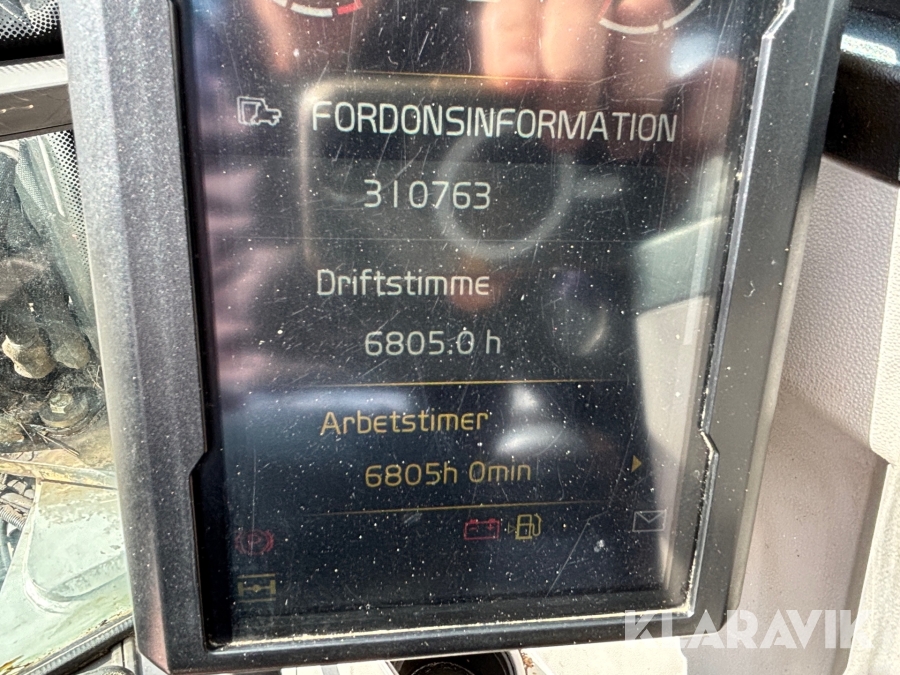 FORDONSINFORMATION
310763
Driftstimme
6805.0 h
Arbetstimer
6805h 0min
KLARAVIK